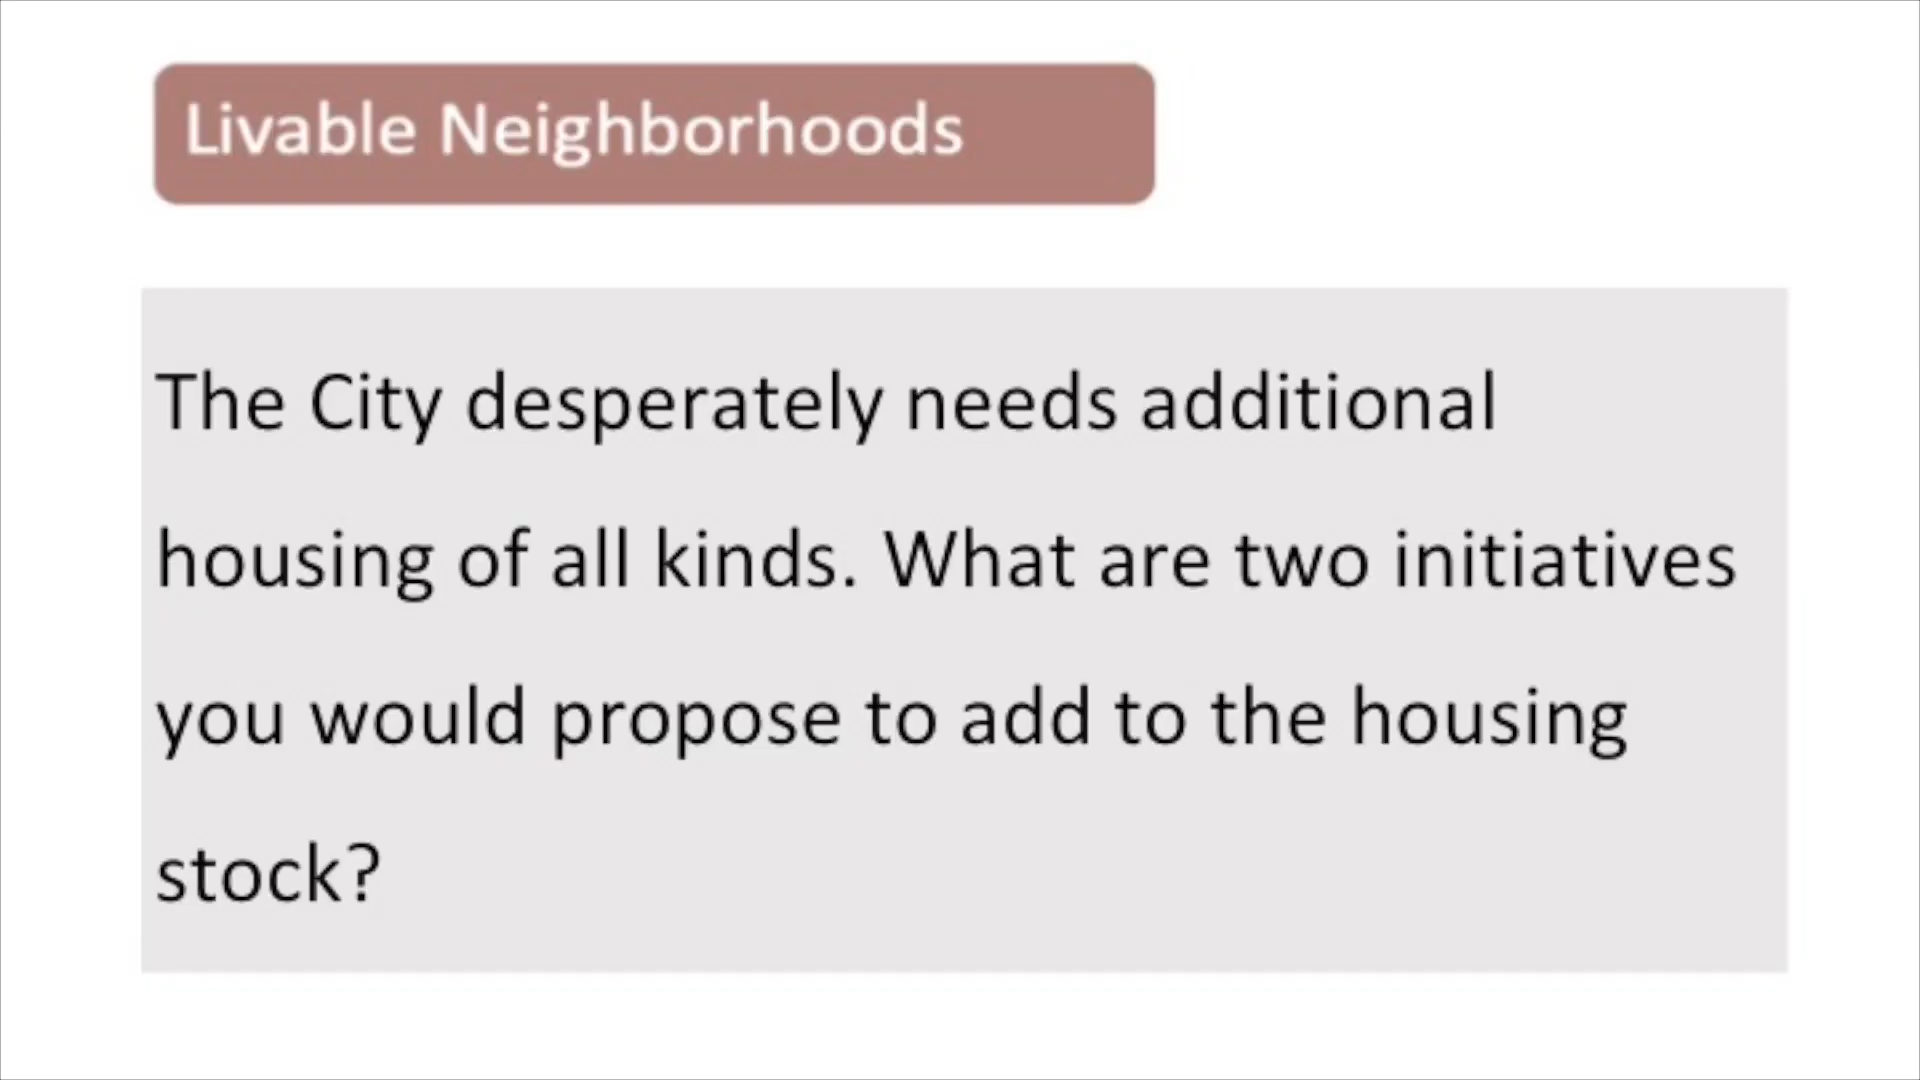 Livable Neighborhoods
The City desperately needs additional
housing of all kinds. What are two initiatives
you would propose to add to the housing
stock?